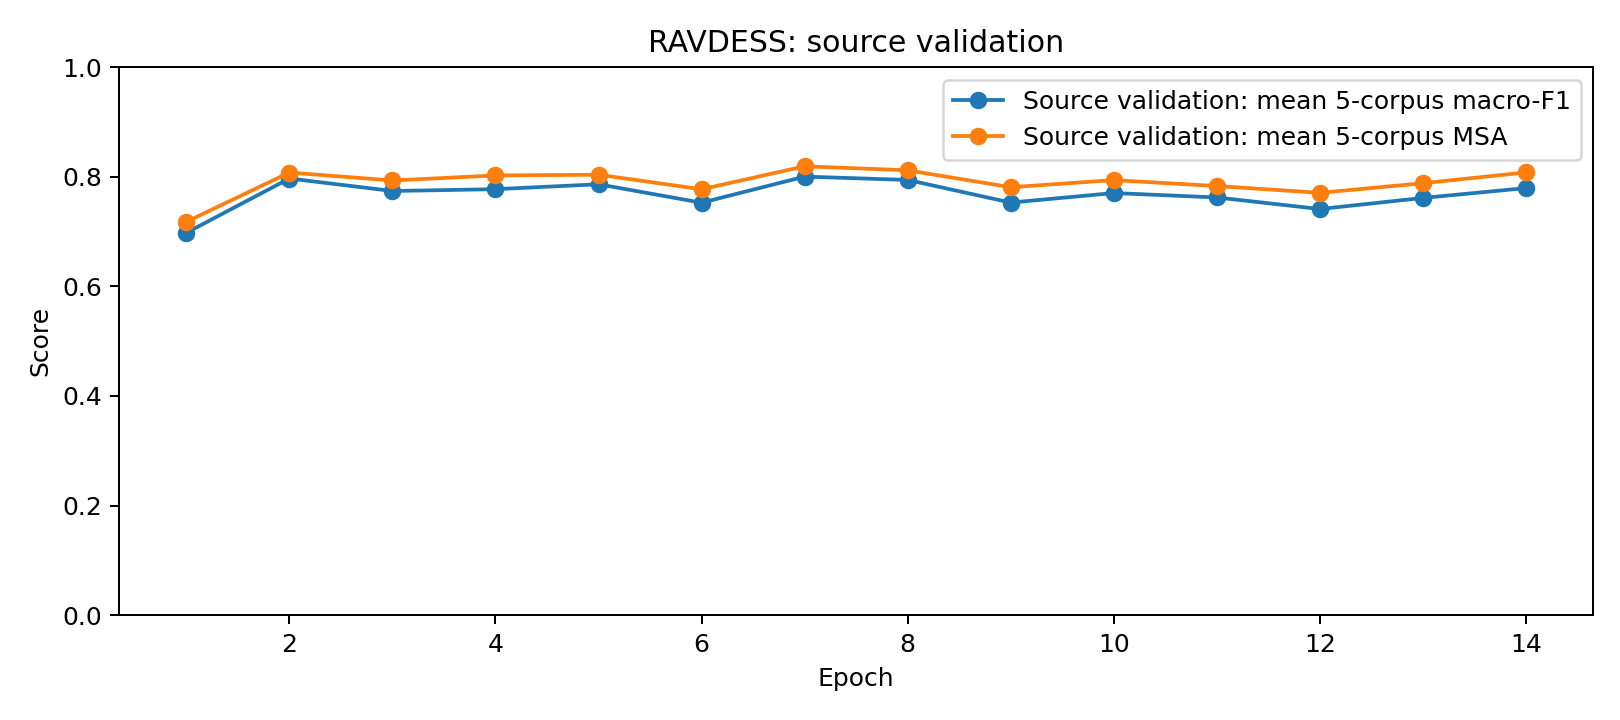 RAVDESS: source validation
1.0
0.8
0.6
0.4
0.2
0.0
Score
Source validation: mean 5-corpus macro-F1
Source validation: mean 5-corpus MSA
2 4 6 8 10 12 14
Epoch